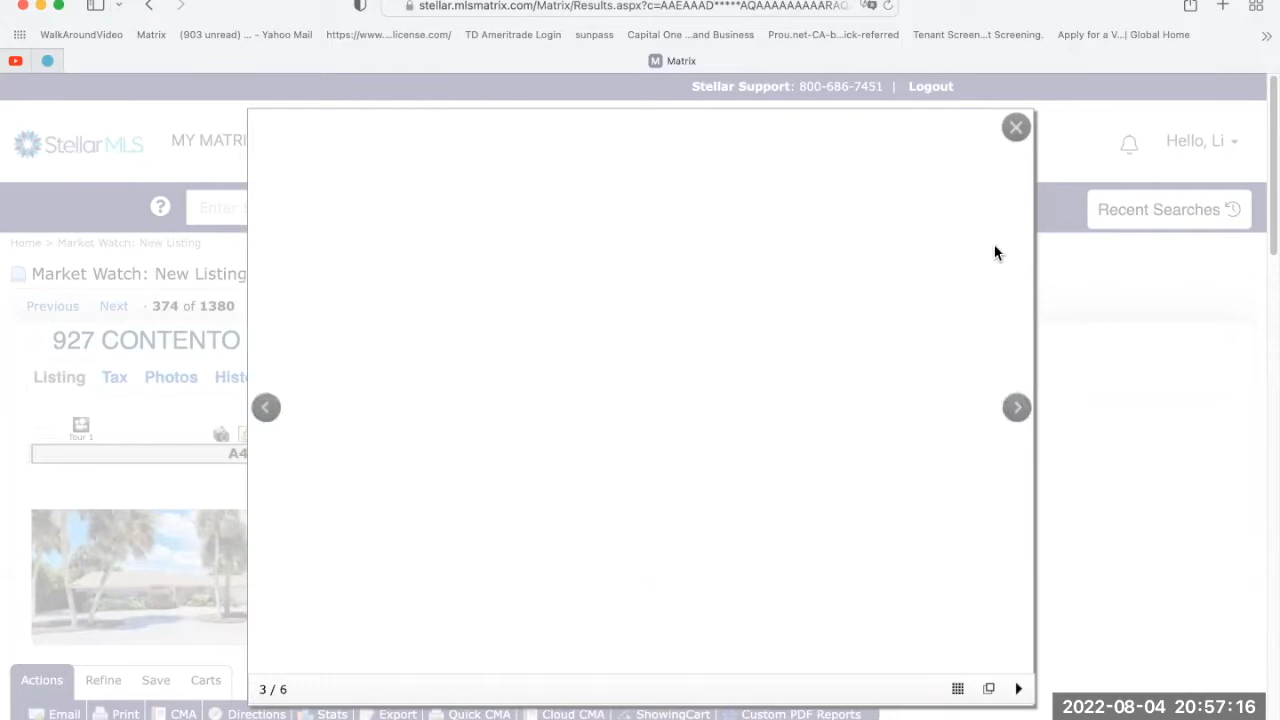 stellar.mlsmatrix.com/Matrix/Results.aspx?c=AAEAAAD*****AQAAAAAAAAARAQ
WalkAroundVideo Matrix (903 unread) ... – Yahoo Mail https://www....license.com/ TD Ameritrade Login sunpass Capital One ...and Business Prou.net-CA-b...ick-referred Tenant Screen...t Screening. Apply for a V...| Global Home
M Matrix
Stellar Support: 800-686-7451 | Logout
StellarMLS MY MATRI Hello, Li
? Enter S Recent Searches
Home > Market Watch: New Listing
Market Watch: New Listing
Previous Next · 374 of 1380
927 CONTENTO
Listing Tax Photos Hist
Tour 1
A4
3 / 6
Actions Refine Save Carts
Email Print CMA Directions Stats Export Quick CMA Cloud CMA ShowingCart Custom PDF Reports
2022-08-04 20:57:16